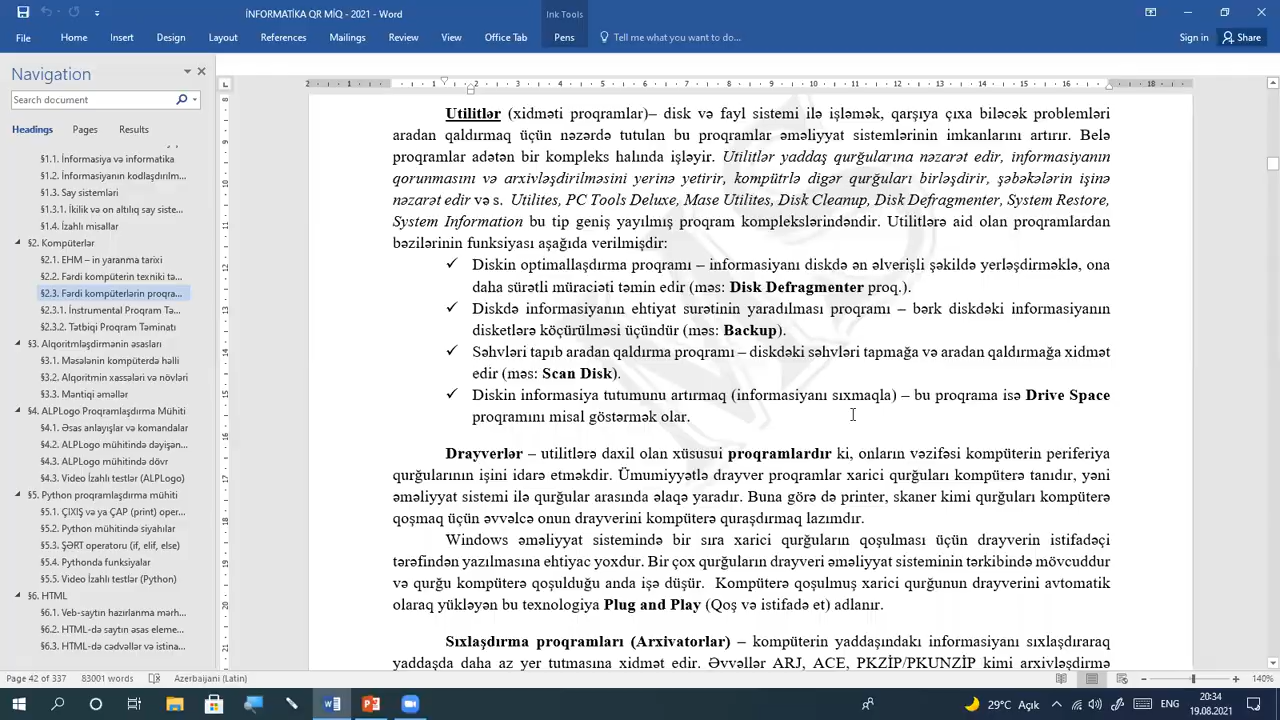 İNFORMATİKA QR MİQ - 2021 - Word
Ink Tools
File Home Insert Design Layout References Mailings Review View Office Tab Pens Tell me what you want to do... Sign in Share
Navigation
Search document
Headings Pages Results
§1.1. İnformasiya və informatika
§1.2. İnformasiyanın kodlaşdırılm...
§1.3. Say sistemləri
§1.3.1. İkilik və on altılıq say siste...
§1.4. İzahlı misallar
§2. Kompüterlər
§2.1. EHM – in yaranma tarixi
§2.2. Fərdi kompüterin texniki tə...
§2.3. Fərdi kompüterlərin proqra...
§2.3.1. İnstrumental Proqram Tə...
§2.3.2. Tətbiqi Proqram Təminatı
§3. Alqoritmləşdirmənin əsasları
§3.1. Məsələnin kompüterdə həlli
§3.2. Alqoritmin xassələri və növləri
§3.3. Məntiqi əməllər
§4. ALPLogo Proqramlaşdırma Mühiti
§4.1. Əsas anlayışlar və komandalar
§4.2. ALPLogo mühitində dəyişən...
§4.3. ALPLogo mühitində dövr
§4.3. Video İzahlı testlər (ALPLogo)
§5. Python proqramlaşdırma mühiti
§5.1. ÇIXIŞ və ya ÇAP (print) oper...
§5.2. Python mühitində siyahılar
§5.3. ŞƏRT operatoru (if, elif, else)
§5.4. Pythonda funksiyalar
§5.5. Video İzahlı testlər (Python)
§6. HTML
§6.1. Veb-saytın hazırlanma mərh...
§6.2. HTML-də saytın əsas eleme...
§6.3. HTML-də cədvəllər və istina...
2 1 1 2 3 4 5 6 7 8 9 10 11 12 13 14 15 16 18
Utilitlər (xidməti proqramlar)– disk və fayl sistemi ilə işləmək, qarşıya çıxa biləcək problemləri
aradan qaldırmaq üçün nəzərdə tutulan bu proqramlar əməliyyat sistemlərinin imkanlarını artırır. Belə
proqramlar adətən bir kompleks halında işləyir. Utilitlər yaddaş qurğularına nəzarət edir, informasiyanın
qorunmasını və arxivləşdirilməsini yerinə yetirir, kompütrlə digər qurğuları birləşdirir, şəbəkələrin işinə
nəzarət edir və s. Utilites, PC Tools Deluxe, Mase Utilites, Disk Cleanup, Disk Defragmenter, System Restore,
System Information bu tip geniş yayılmış proqram komplekslərindəndir. Utilitlərə aid olan proqramlardan
bəzilərinin funksiyası aşağıda verilmişdir:
✓ Diskin optimallaşdırma proqramı – informasiyanı diskdə ən əlverişli şəkildə yerləşdirməklə, ona
daha sürətli müraciəti təmin edir (məs: Disk Defragmenter proq.).
✓ Diskdə informasiyanın ehtiyat surətinin yaradılması proqramı – bərk diskdəki informasiyanın
disketlərə köçürülməsi üçündür (məs: Backup).
✓ Səhvləri tapıb aradan qaldırma proqramı – diskdəki səhvləri tapmağa və aradan qaldırmağa xidmət
edir (məs: Scan Disk).
✓ Diskin informasiya tutumunu artırmaq (informasiyanı sıxmaqla) – bu proqrama isə Drive Space
proqramını misal göstərmək olar.
Drayverlər – utilitlərə daxil olan xüsusui proqramlardır ki, onların vəzifəsi kompüterin periferiya
qurğularının işini idarə etməkdir. Ümumiyyətlə drayver proqramlar xarici qurğuları kompüterə tanıdır, yəni
əməliyyat sistemi ilə qurğular arasında əlaqə yaradır. Buna görə də printer, skaner kimi qurğuları kompüterə
qoşmaq üçün əvvəlcə onun drayverini kompüterə quraşdırmaq lazımdır.
Windows əməliyyat sistemində bir sıra xarici qurğuların qoşulması üçün drayverin istifadəçi
tərəfindən yazılmasına ehtiyac yoxdur. Bir çox qurğuların drayveri əməliyyat sisteminin tərkibində mövcuddur
və qurğu kompüterə qoşulduğu anda işə düşür. Kompüterə qoşulmuş xarici qurğunun drayverini avtomatik
olaraq yükləyən bu texnologiya Plug and Play (Qoş və istifadə et) adlanır.
Sıxlaşdırma proqramları (Arxivatorlar) – kompüterin yaddaşındakı informasiyanı sıxlaşdıraraq
yaddaşda daha az yer tutmasına xidmət edir. Əvvəllər ARJ, ACE, PKZİP/PKUNZİP kimi arxivləşdirmə
Page 42 of 337 83001 words Azerbaijani (Latin) 140%
29°C Açık ENG 20:34
19.08.2021